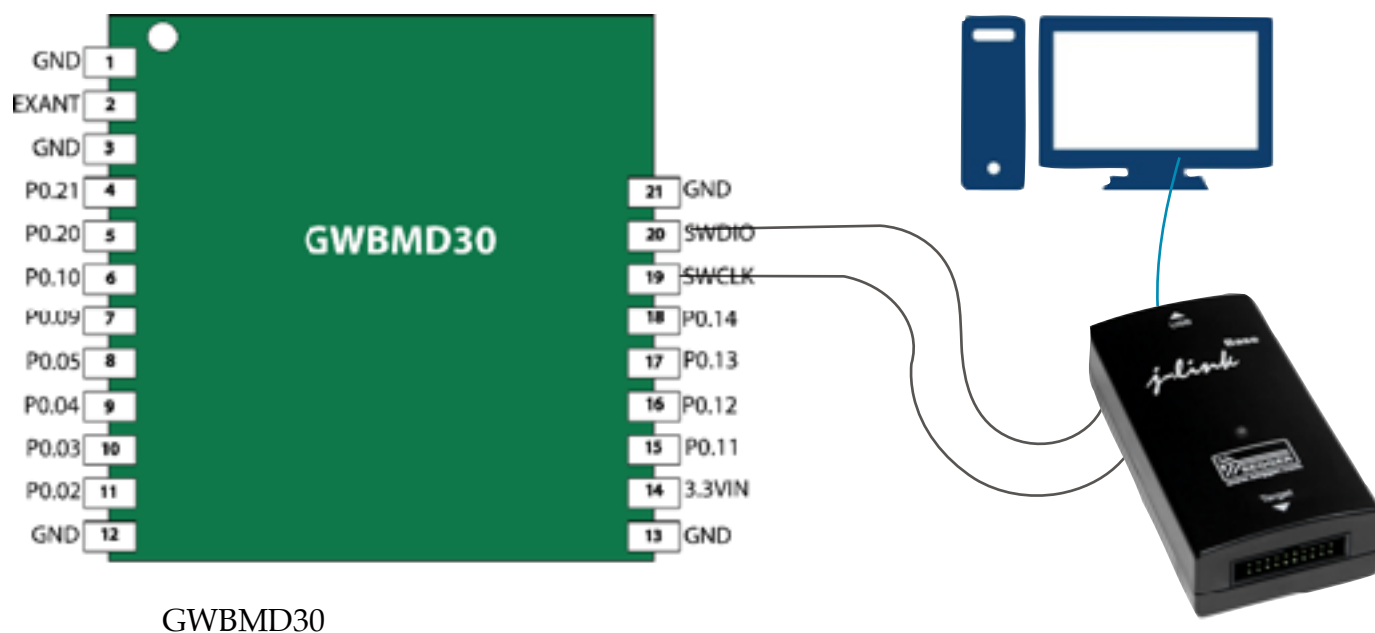 GND 1
EXANT 2
GND 3
P0.21 4
P0.20 5
P0.10 6
P0.09 7
P0.05 8
P0.04 9
P0.03 10
P0.02 11
GND 12
GWBMD30
21 GND
20 SWDIO
19 SWCLK
18 P0.14
17 P0.13
16 P0.12
15 P0.11
14 3.3VIN
13 GND
Base
J-Link
SEGGER
Target
GWBMD30